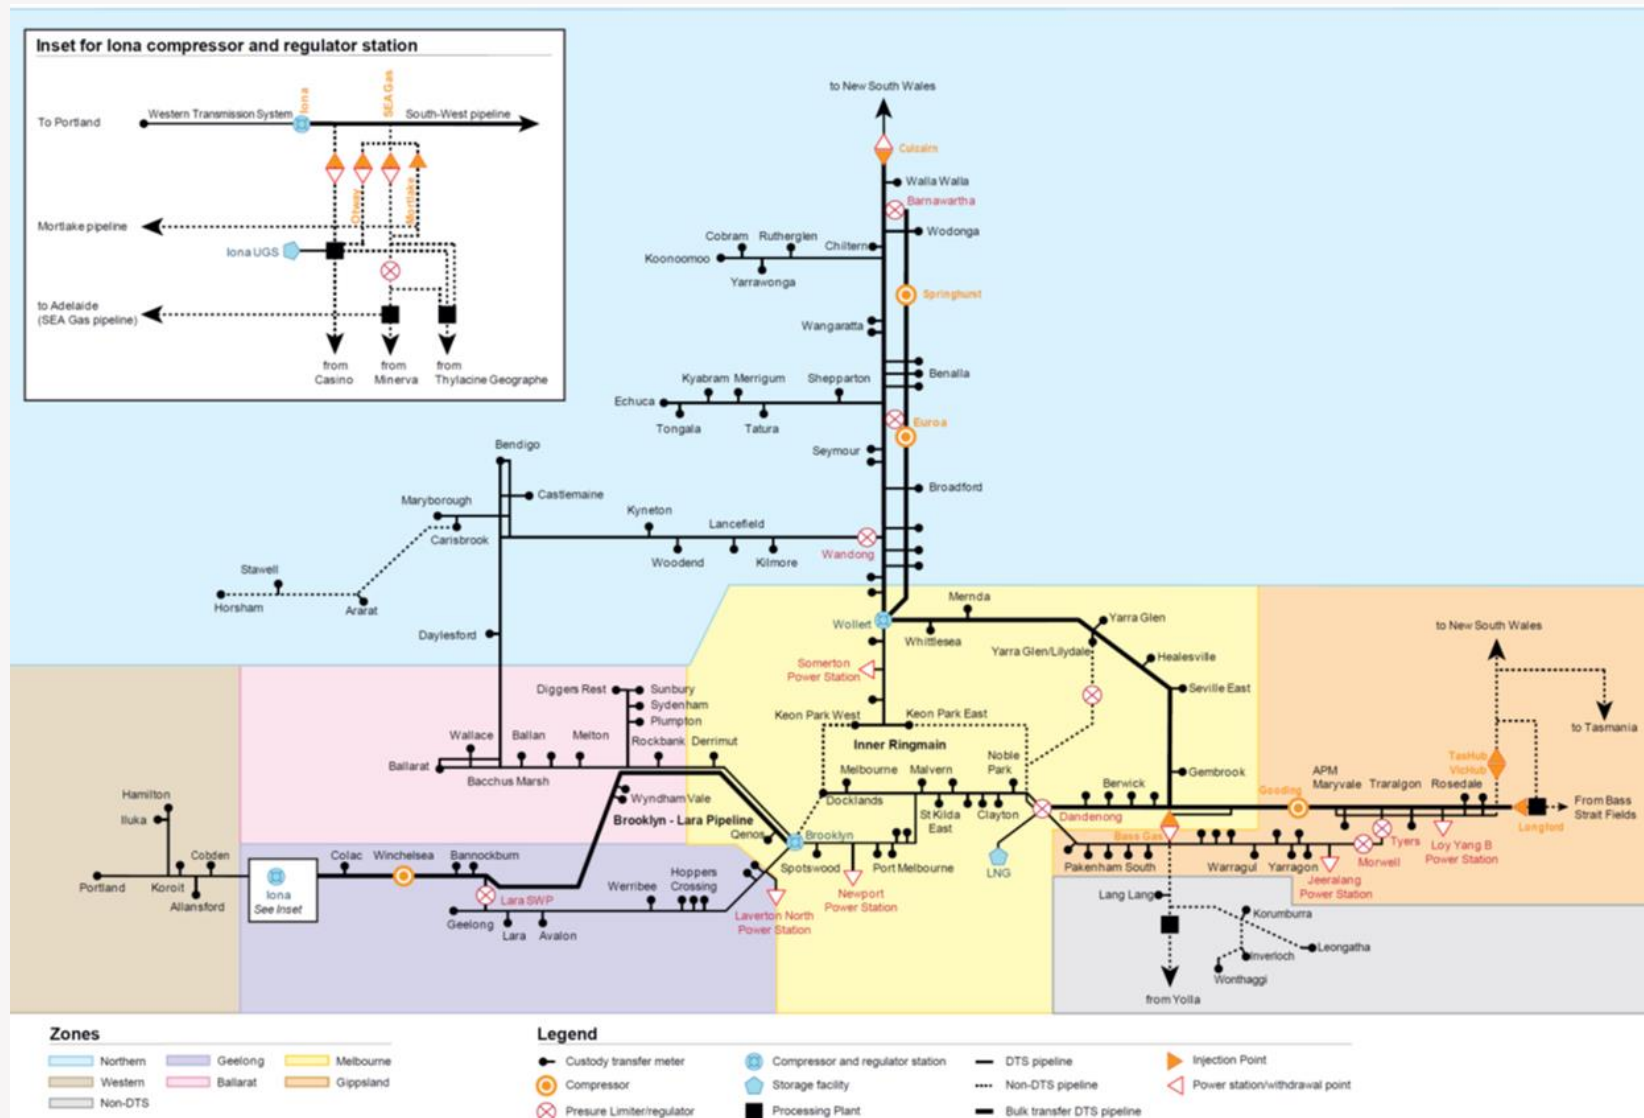 Inset for Iona compressor and regulator station
Iona
SEA Gas
To Portland
Western Transmission System
South-West pipeline
Otway
Mortlake
Mortlake pipeline
Iona UGS
to Adelaide
(SEA Gas pipeline)
from
Casino
from
Minerva
from
Thylacine Geographe
to New South Wales
Culcairn
Walla Walla
Barnawartha
Wodonga
Cobram
Rutherglen
Chiltern
Koonoomoo
Yarrawonga
Springhurst
Wangaratta
Benalla
Kyabram
Merrigum
Shepparton
Echuca
Tongala
Tatura
Euroa
Seymour
Bendigo
Broadford
Castlemaine
Maryborough
Kyneton
Lancefield
Carisbrook
Wandong
Woodend
Kilmore
Stawell
Horsham
Ararat
Daylesford
Mernda
Wollert
Whittlesea
Yarra Glen
Yarra Glen/Lilydale
Healesville
Seville East
Somerton
Power Station
to New South Wales
to Tasmania
Diggers Rest
Sunbury
Sydenham
Plumpton
Keon Park West
Keon Park East
Inner Ringmain
Wallace
Ballan
Melton
Rockbank
Derrimut
Ballarat
Bacchus Marsh
Noble
Park
Melbourne
Malvern
Berwick
Gembrook
Gooding
APM
Maryvale
Traralgon
Rosedale
TasHub
VicHub
Hamilton
Iluka
Wyndham Vale
Brooklyn - Lara Pipeline
Docklands
St Kilda
East
Clayton
Dandenong
Bass Gas
Longford
From Bass
Strait Fields
Qenos
Brooklyn
Spotswood
Port Melbourne
LNG
Pakenham South
Warragul
Yarragon
Morwell
Tyers
Loy Yang B
Power Station
Jeeralang
Power Station
Newport
Power Station
Laverton North
Power Station
Cobden
Colac
Winchelsea
Bannockburn
Portland
Koroit
Allansford
Iona
See Inset
Lara SWP
Werribee
Hoppers
Crossing
Geelong
Lara
Avalon
Lang Lang
Korumburra
Leongatha
Inverloch
Wonthaggi
from Yolla
Zones
Northern
Geelong
Melbourne
Western
Ballarat
Gippsland
Non-DTS
Legend
Custody transfer meter
Compressor and regulator station
DTS pipeline
Injection Point
Compressor
Storage facility
Non-DTS pipeline
Power station/withdrawal point
Presure Limiter/regulator
Processing Plant
Bulk transfer DTS pipeline